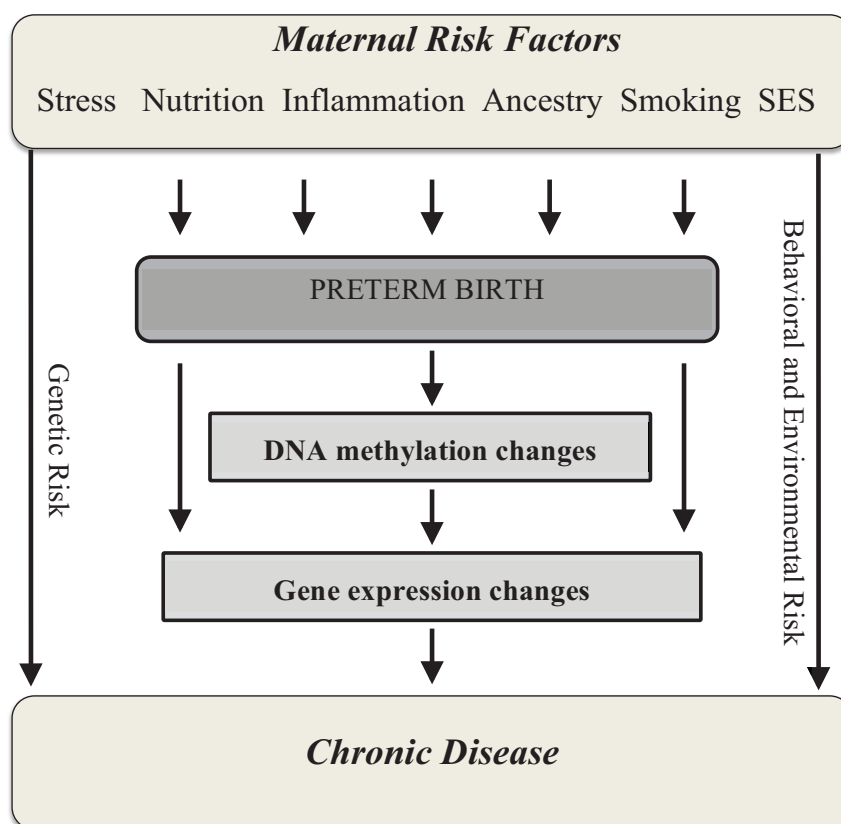 Maternal Risk Factors
Stress Nutrition Inflammation Ancestry Smoking SES
PRETERM BIRTH
Genetic Risk
Behavioral and Environmental Risk
DNA methylation changes
Gene expression changes
Chronic Disease